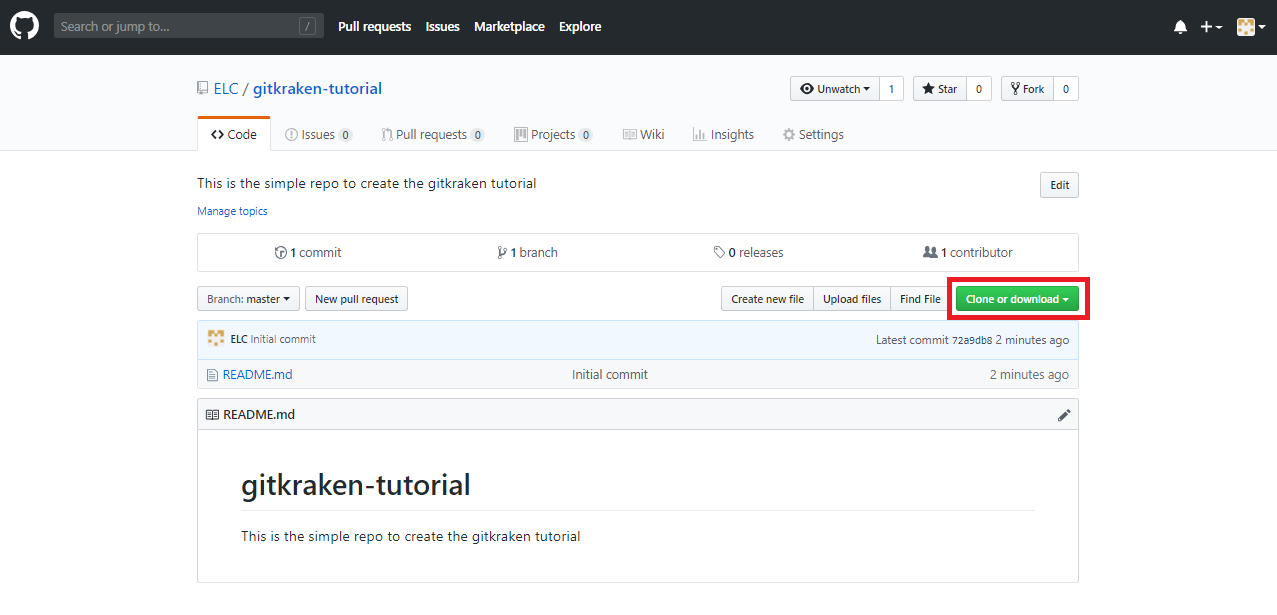 Search or jump to... /
Pull requests Issues Marketplace Explore
ELC / gitkraken-tutorial
Unwatch 1 Star 0 Fork 0
Code Issues 0 Pull requests 0 Projects 0 Wiki Insights Settings
This is the simple repo to create the gitkraken tutorial Edit
Manage topics
1 commit 1 branch 0 releases 1 contributor
Branch: master New pull request Create new file Upload files Find File Clone or download
ELC Initial commit Latest commit 72a9db8 2 minutes ago
README.md Initial commit 2 minutes ago
README.md
gitkraken-tutorial
This is the simple repo to create the gitkraken tutorial